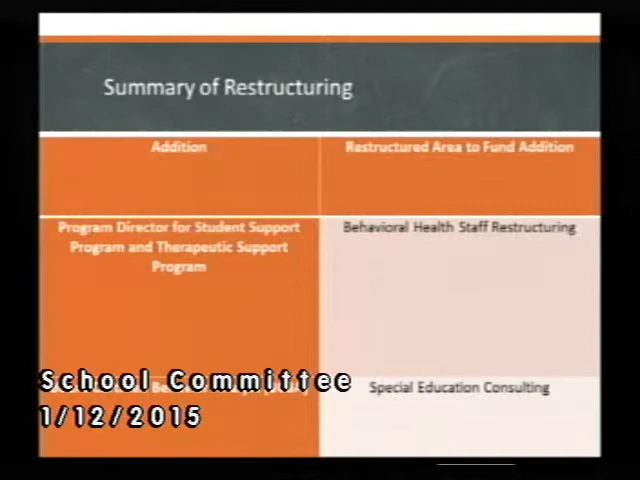 Summary of Restructuring
Addition
Restructured Area to Fund Addition
Program Director for Student Support
Program and Therapeutic Support
Program
Behavioral Health Staff Restructuring
Special Education Consulting
School Committee
1/12/2015